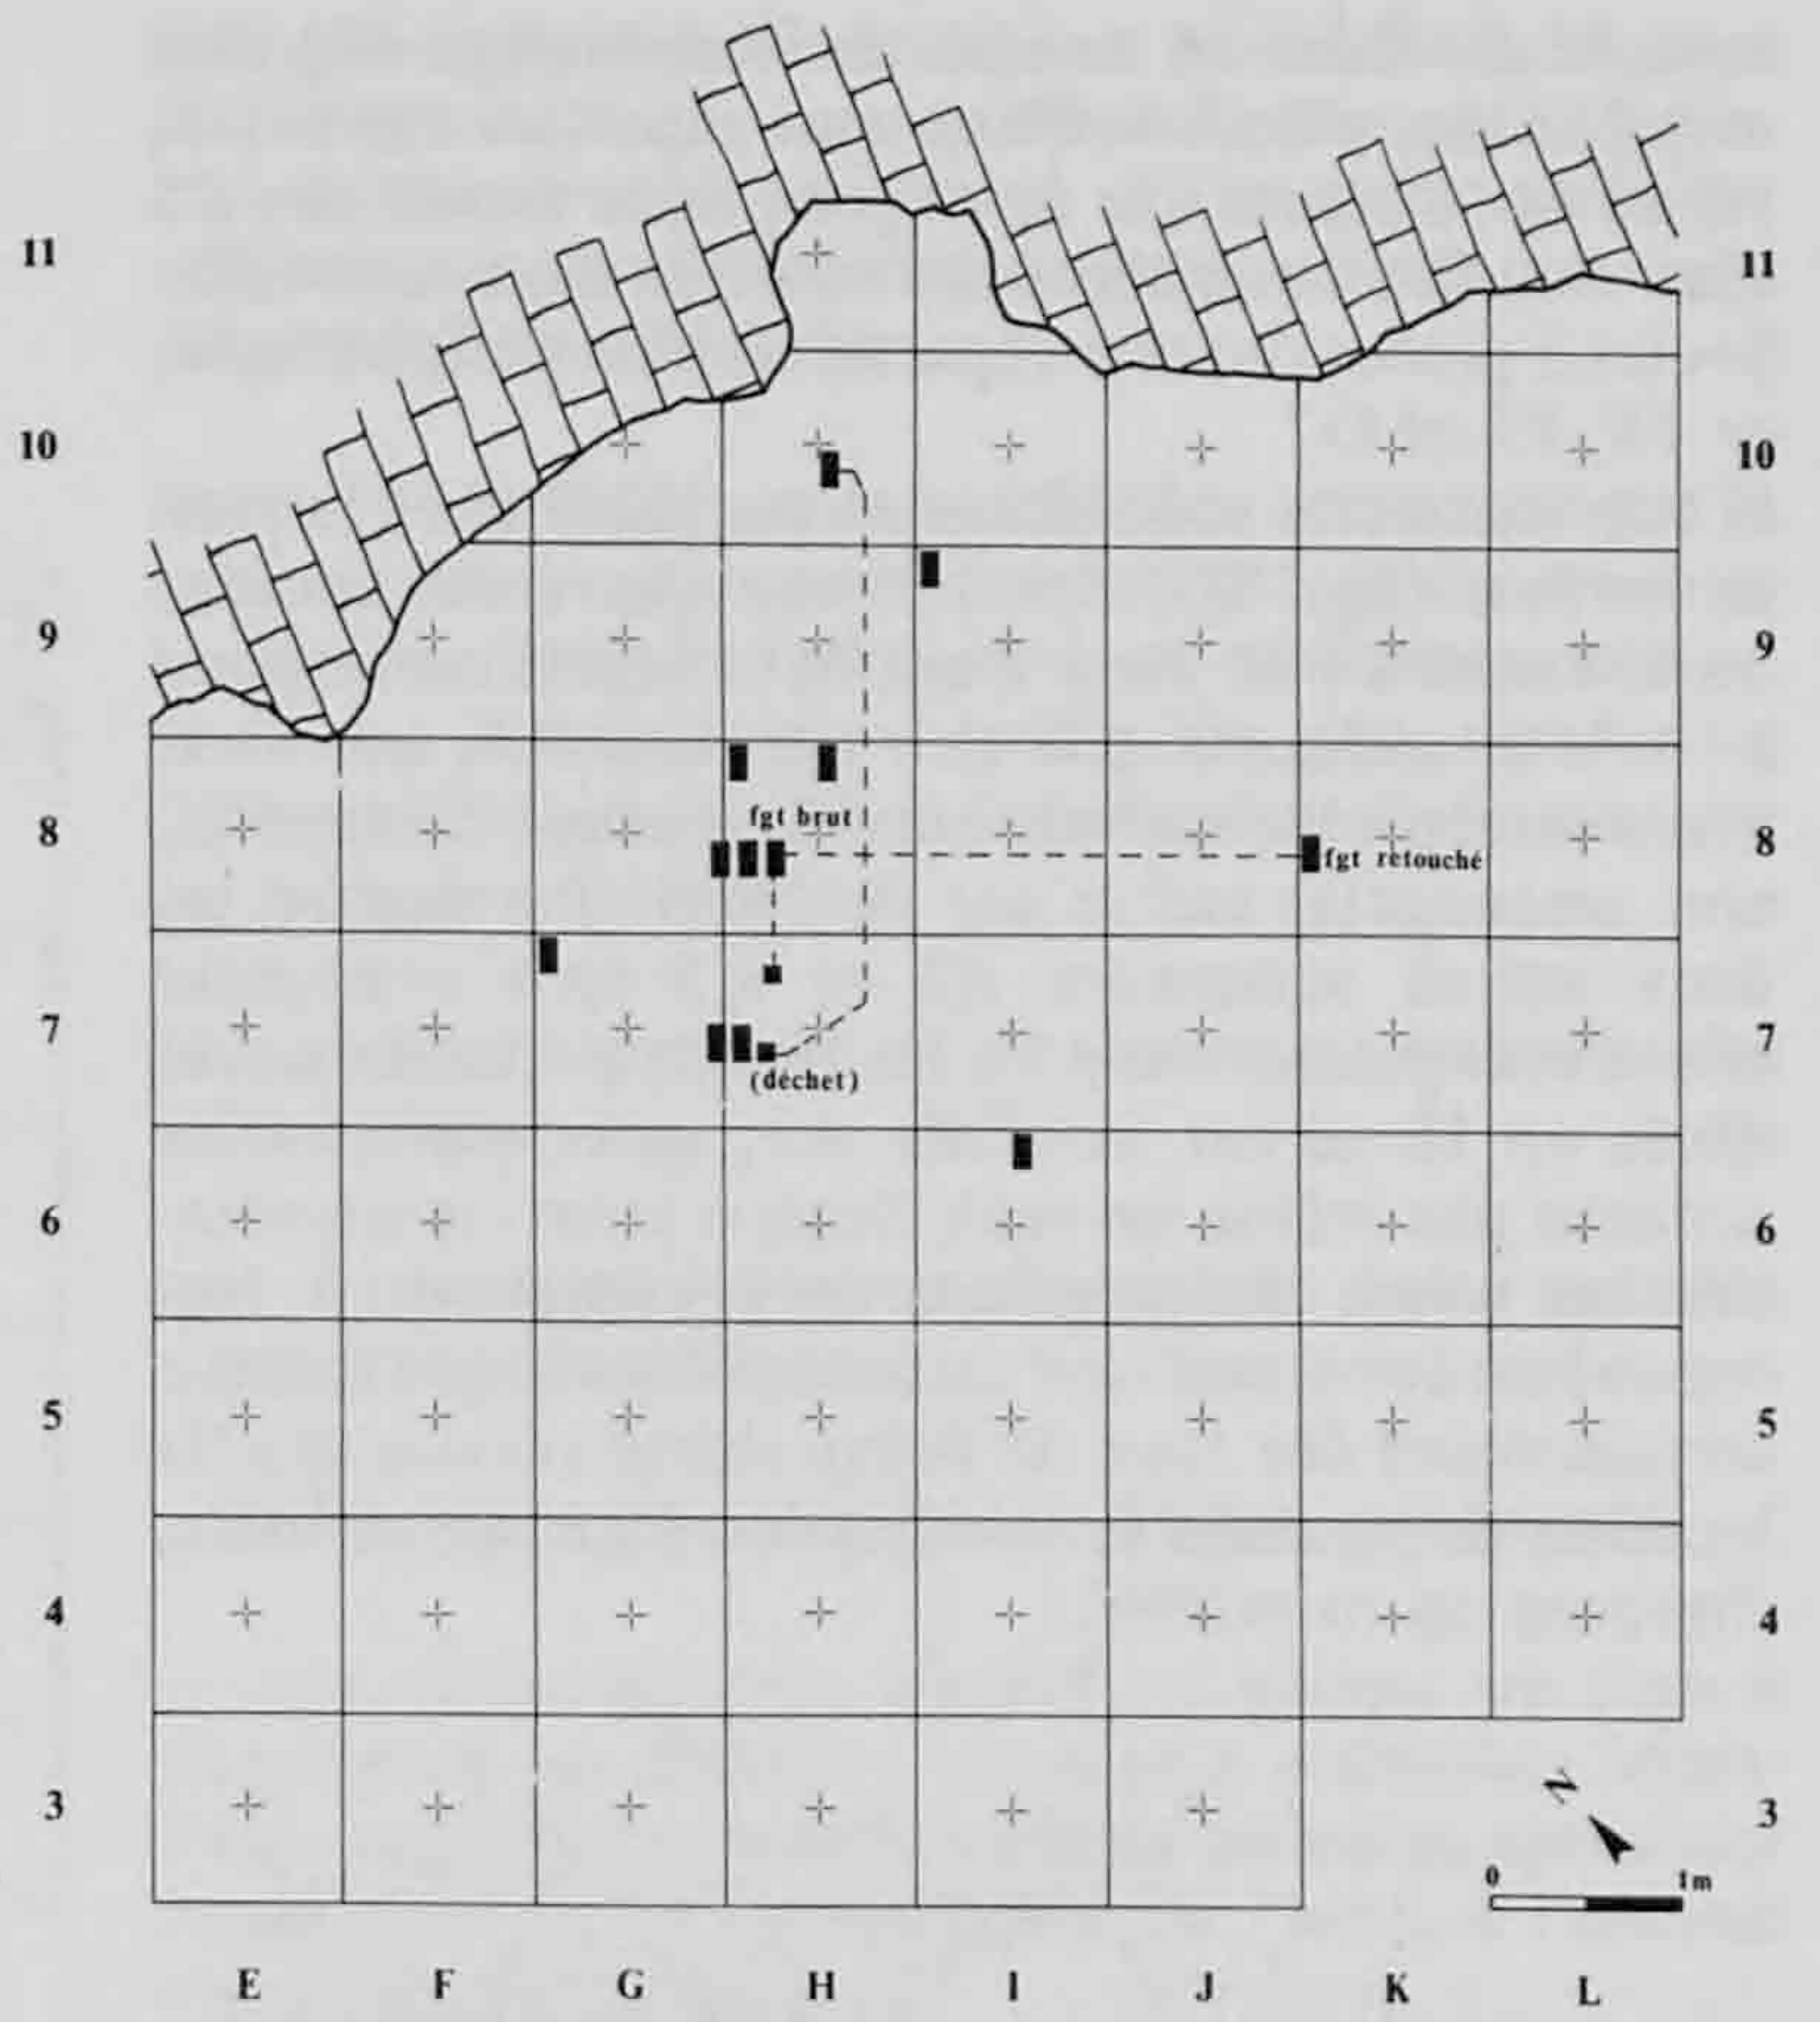 11 11
10 10
9 9
fgt brut
8 8
fgt retouché
7 7
(déchet)
6 6
5 5
4 4
N
3 3
0 1m
E F G H I J K L